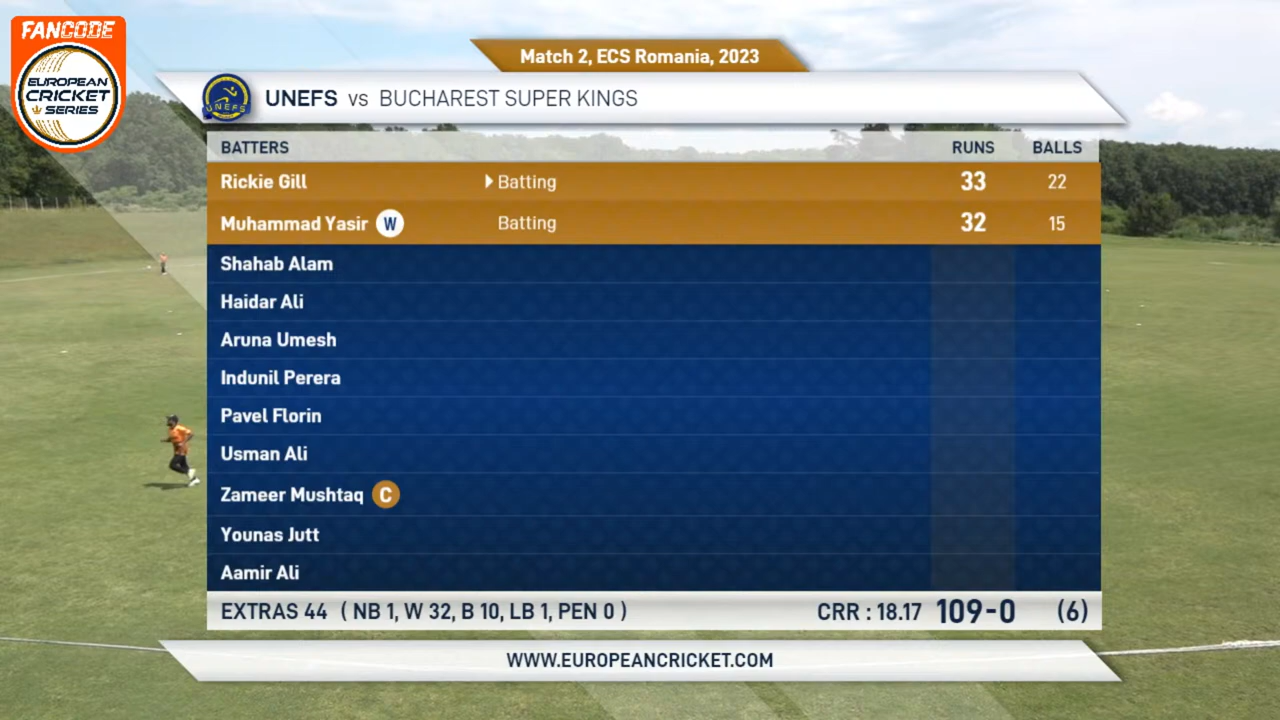 FANCODE
EUROPEAN
CRICKET
SERIES
Match 2, ECS Romania, 2023
UNEFS
UNEFS vs BUCHAREST SUPER KINGS
BATTERS RUNS BALLS
Rickie Gill Batting 33 22
Muhammad Yasir W Batting 32 15
Shahab Alam
Haidar Ali
Aruna Umesh
Indunil Perera
Pavel Florin
Usman Ali
Zameer Mushtaq C
Younas Jutt
Aamir Ali
EXTRAS 44 ( NB 1, W 32, B 10, LB 1, PEN 0 ) CRR : 18.17 109-0 (6)
WWW.EUROPEANCRICKET.COM